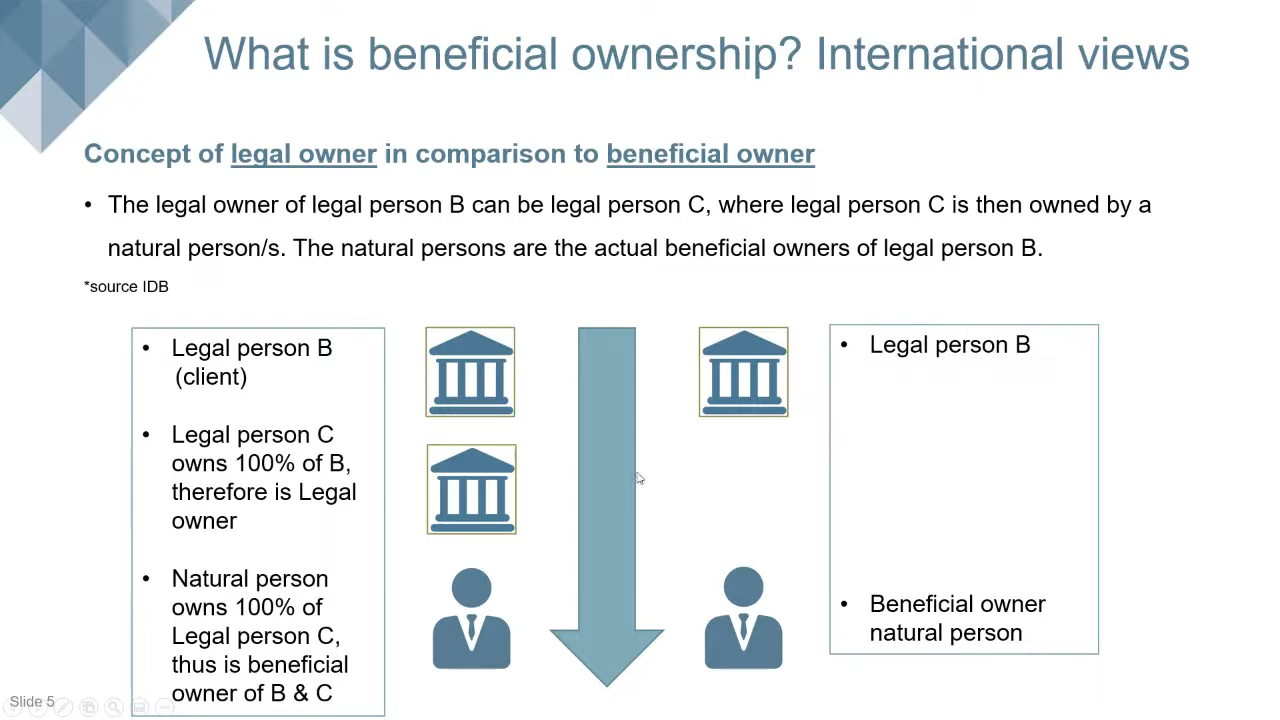 What is beneficial ownership? International views
Concept of legal owner in comparison to beneficial owner
• The legal owner of legal person B can be legal person C, where legal person C is then owned by a
natural person/s. The natural persons are the actual beneficial owners of legal person B.
*source IDB
• Legal person B
(client)
• Legal person C
owns 100% of B,
therefore is Legal
owner
• Natural person
owns 100% of
Legal person C,
thus is beneficial
owner of B & C
• Legal person B
• Beneficial owner
natural person
Slide 5